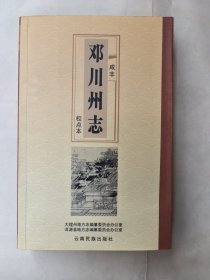 咸丰
邓川州志
校点本
大理州地方志编纂委员会办公室
洱源县地方志编纂委员会办公室
云南民族出版社